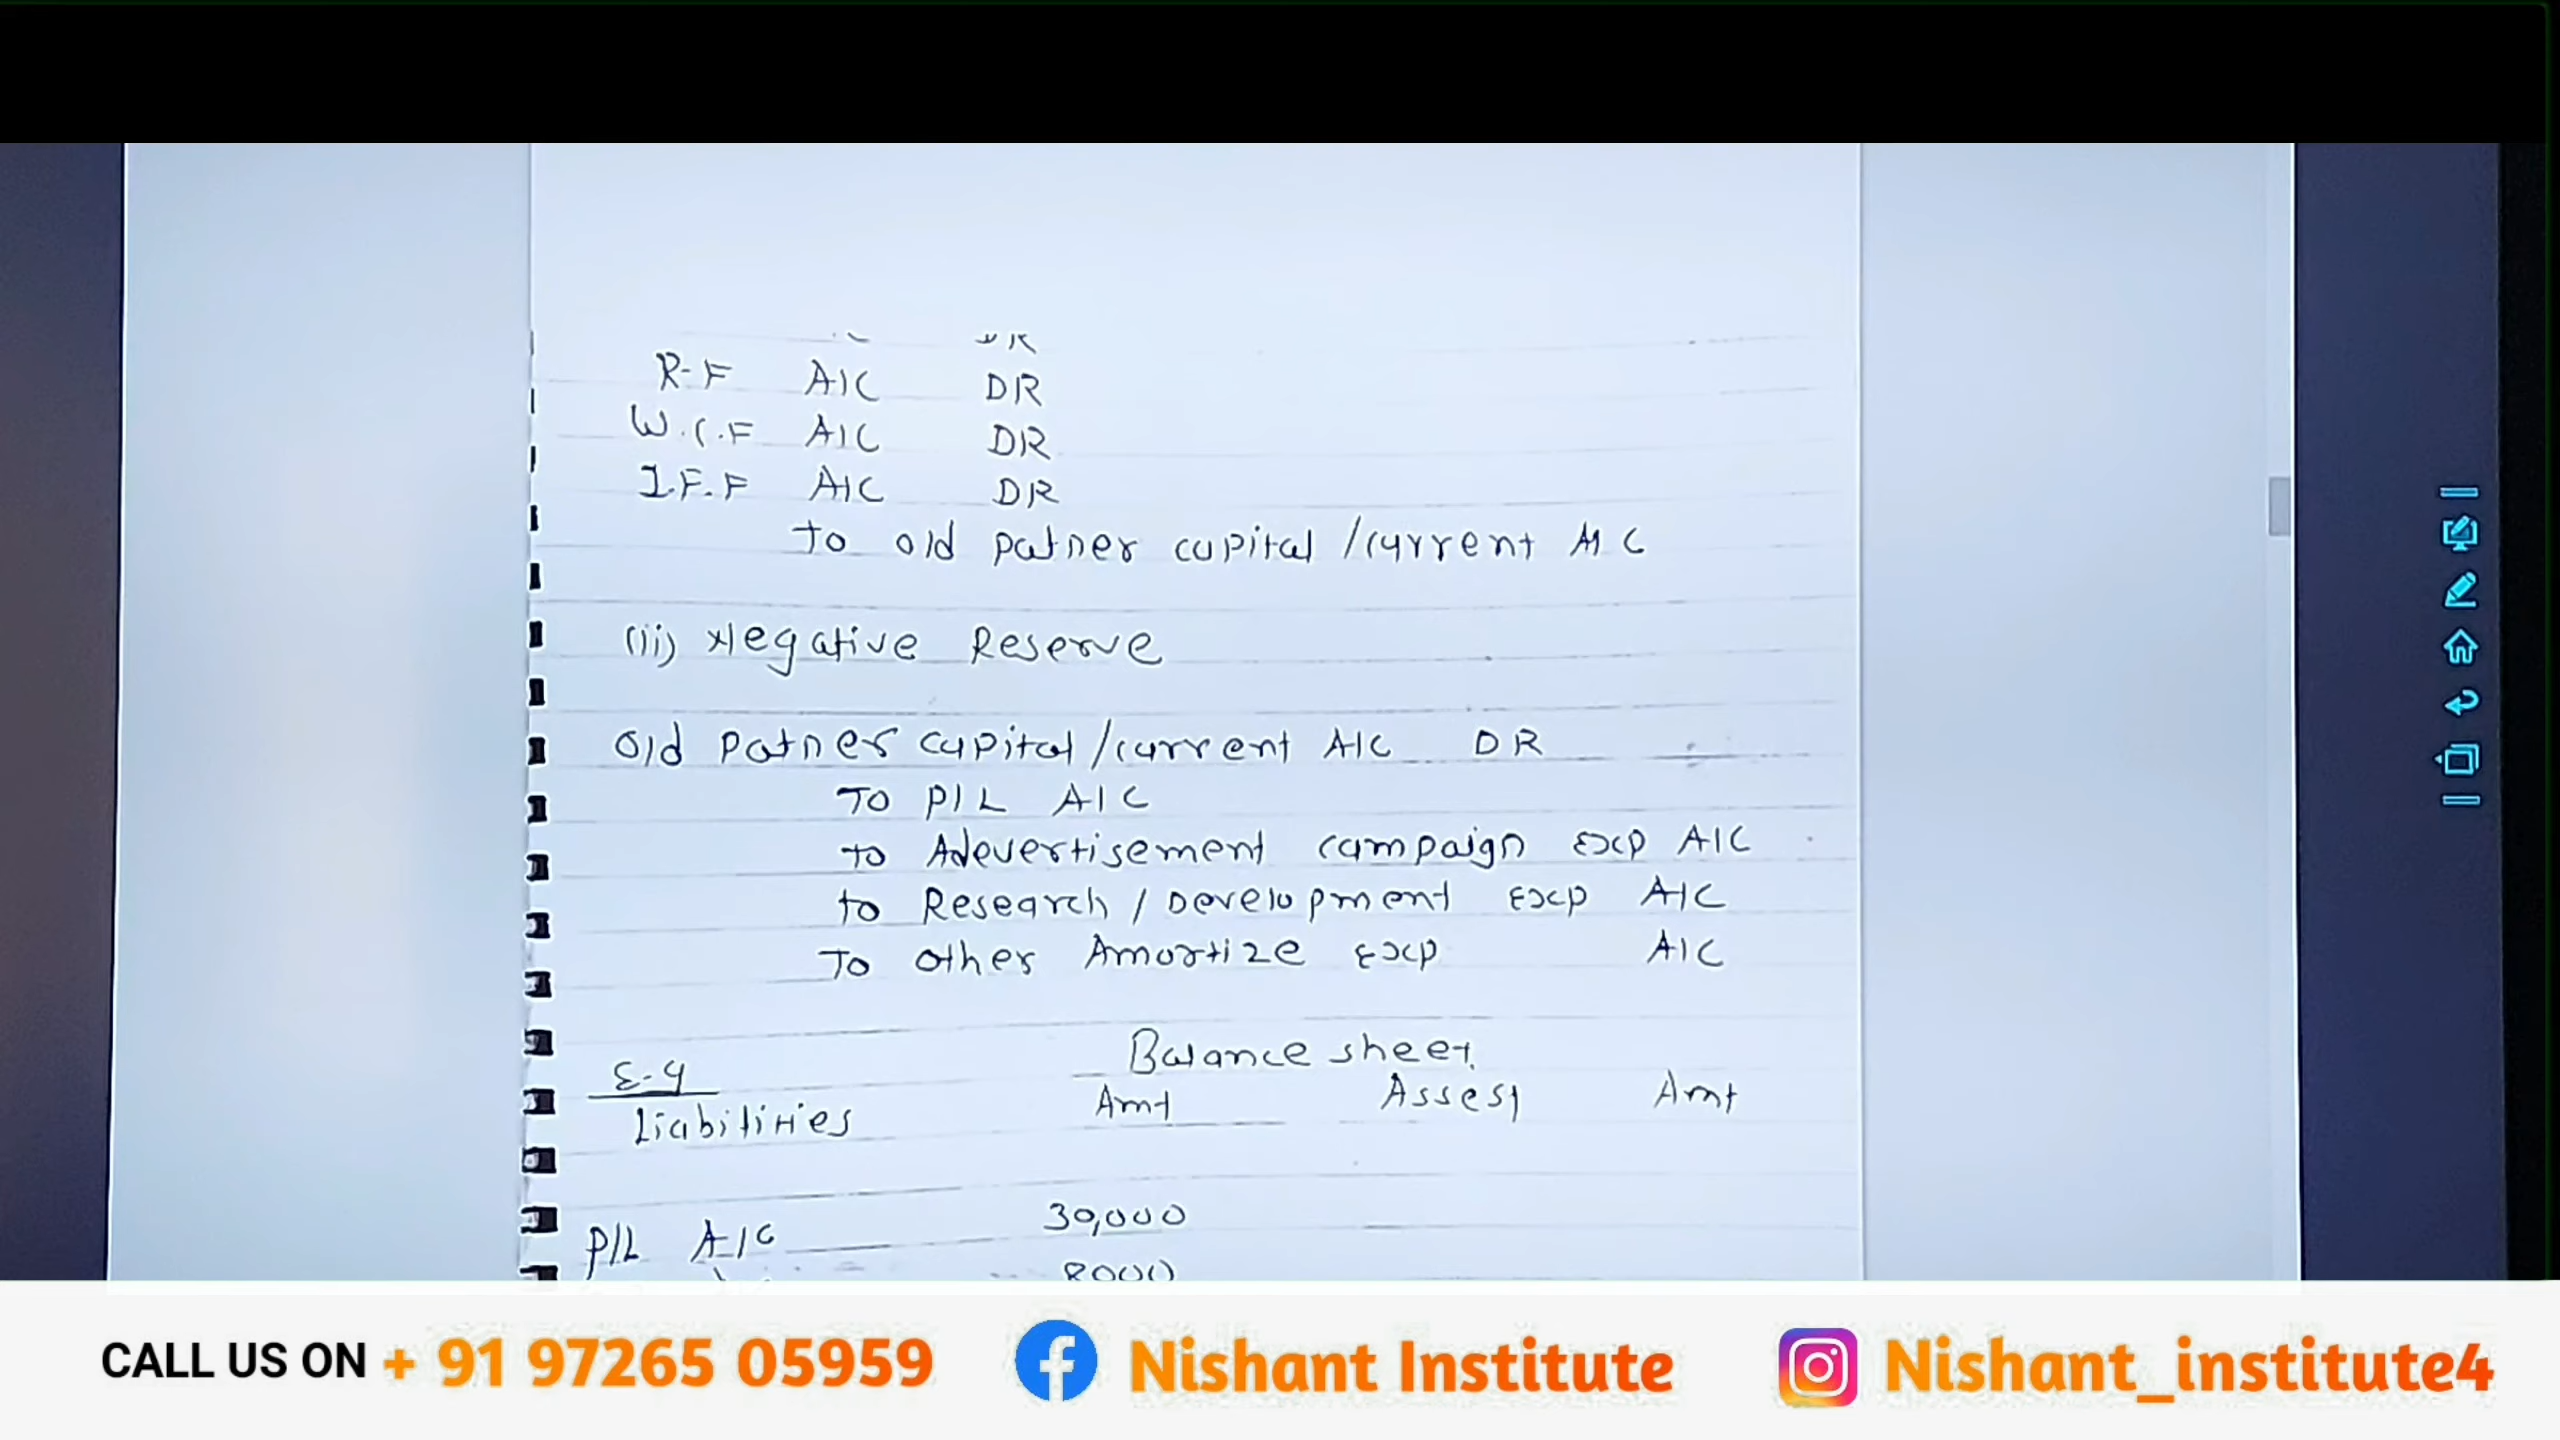 R-F A/C DR
W.C.F A/C DR
I.F.F A/C DR
To old patner capital /current A/C
(ii) Negative Reserve
Old patner capital /current A/C DR
To P/L A/C
to Adevertisement campaign Exp A/C
to Research / Development Exp A/C
To other Amortize Exp A/C
Balance sheet.
E-g
Liabilities Amt Assest Amt
P/L A/C 30,000
8000
CALL US ON + 91 97265 05959 Nishant Institute Nishant_institute4